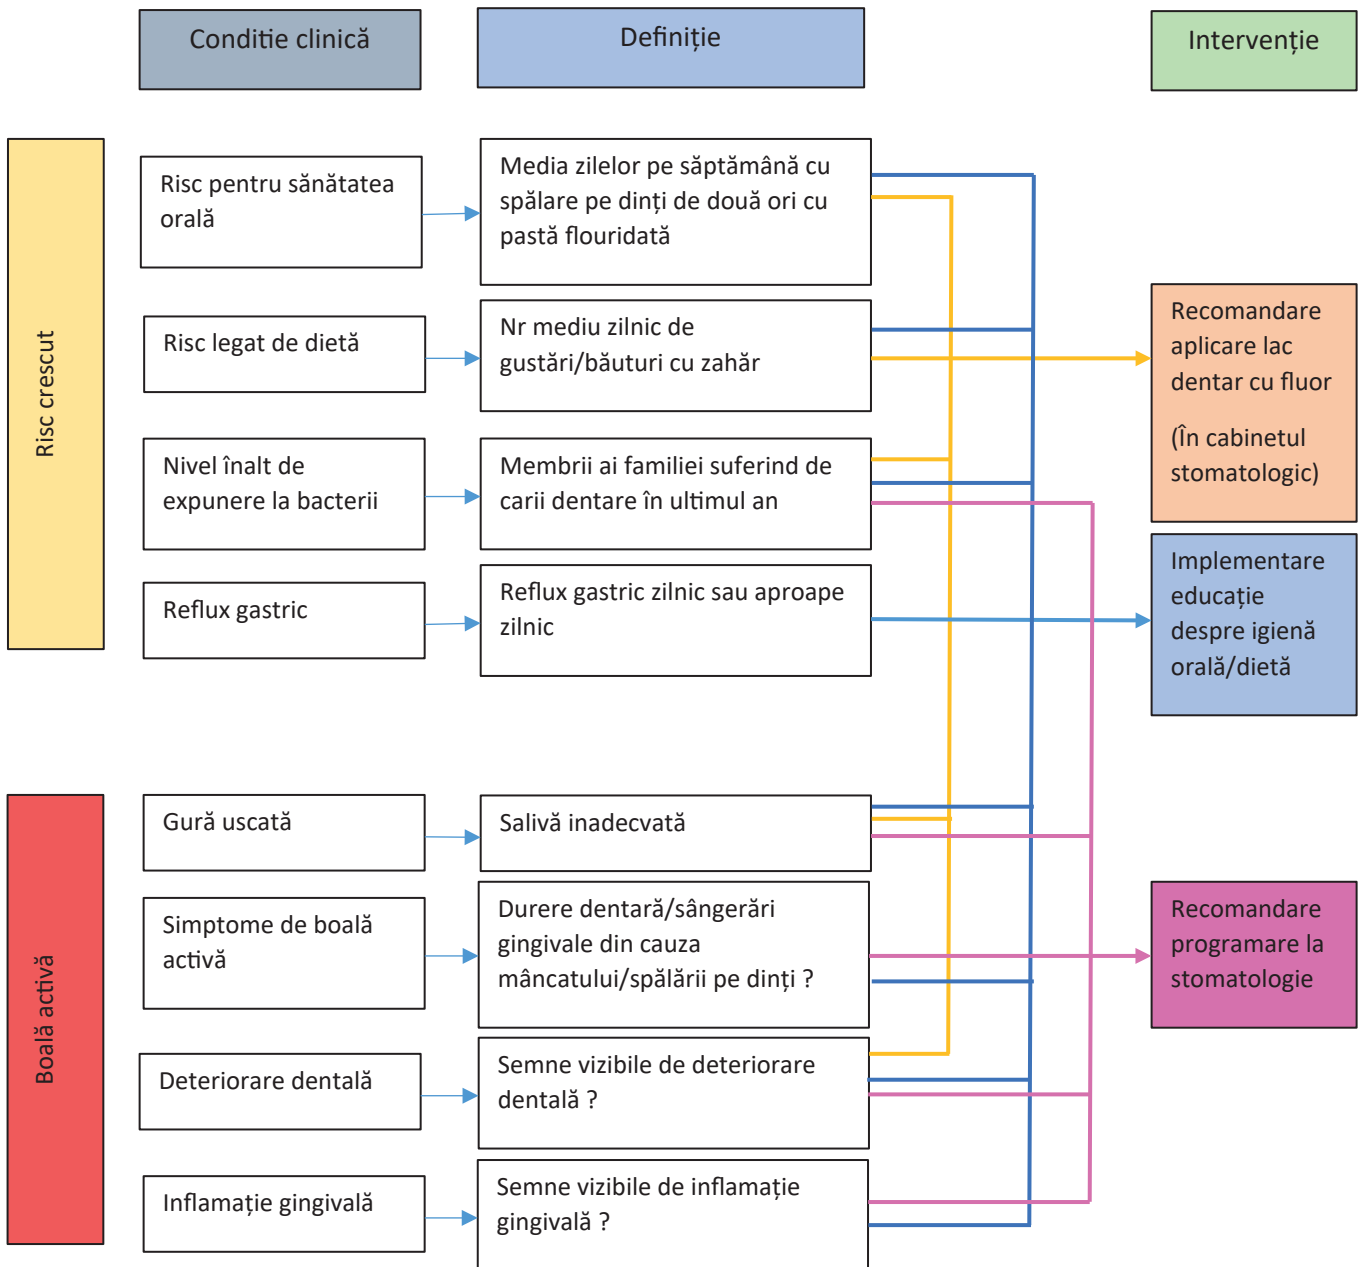 Conditie clinică
Definiție
Intervenție
Risc crescut
Risc pentru sănătatea
orală
Media zilelor pe săptămână cu
spălare pe dinți de două ori cu
pastă flouridată
Risc legat de dietă
Nr mediu zilnic de
gustări/băuturi cu zahăr
Nivel înalt de
expunere la bacterii
Membrii ai familiei suferind de
carii dentare în ultimul an
Reflux gastric
Reflux gastric zilnic sau aproape
zilnic
Recomandare
aplicare lac
dentar cu fluor
(În cabinetul
stomatologic)
Implementare
educație
despre igienă
orală/dietă
Boală activă
Gură uscată
Salivă inadecvată
Simptome de boală
activă
Durere dentară/sângerări
gingivale din cauza
mâncatului/spălării pe dinți ?
Deteriorare dentală
Semne vizibile de deteriorare
dentală ?
Inflamație gingivală
Semne vizibile de inflamație
gingivală ?
Recomandare
programare la
stomatologie